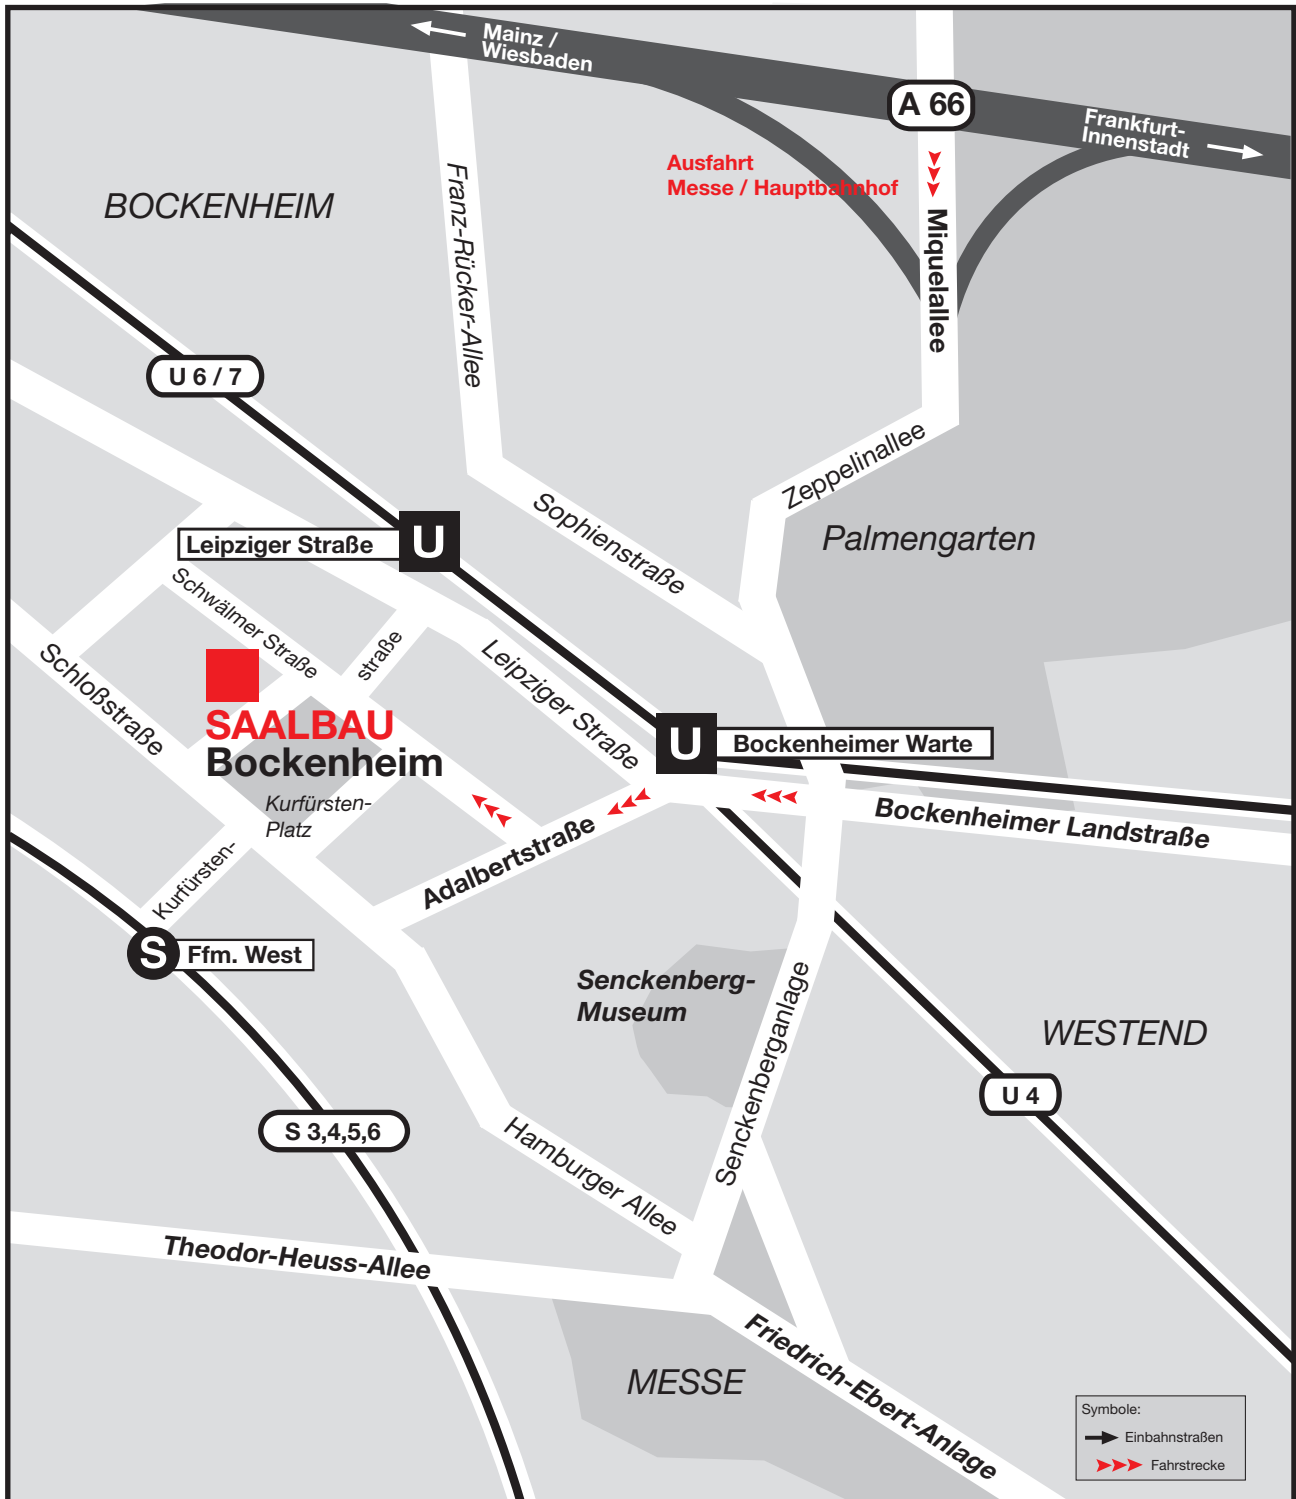 Mainz /
Wiesbaden
A 66
Frankfurt-
Innenstadt
Ausfahrt
Messe / Hauptbahnhof
BOCKENHEIM
Franz-Rücker-Allee
Miquelallee
U 6 / 7
Zeppelinallee
Sophienstraße
Palmengarten
Leipziger Straße
U
Schwälmer Straße
straße
Schloßstraße
Leipziger Straße
SAALBAU
Bockenheim
U
Bockenheimer Warte
Kurfürsten-
Platz
Bockenheimer Landstraße
Adalbertstraße
Kurfürsten-
S
Ffm. West
Senckenberg-
Museum
Senckenberganlage
WESTEND
U 4
S 3,4,5,6
Hamburger Allee
Theodor-Heuss-Allee
Friedrich-Ebert-Anlage
MESSE
Symbole:
Einbahnstraßen
Fahrstrecke